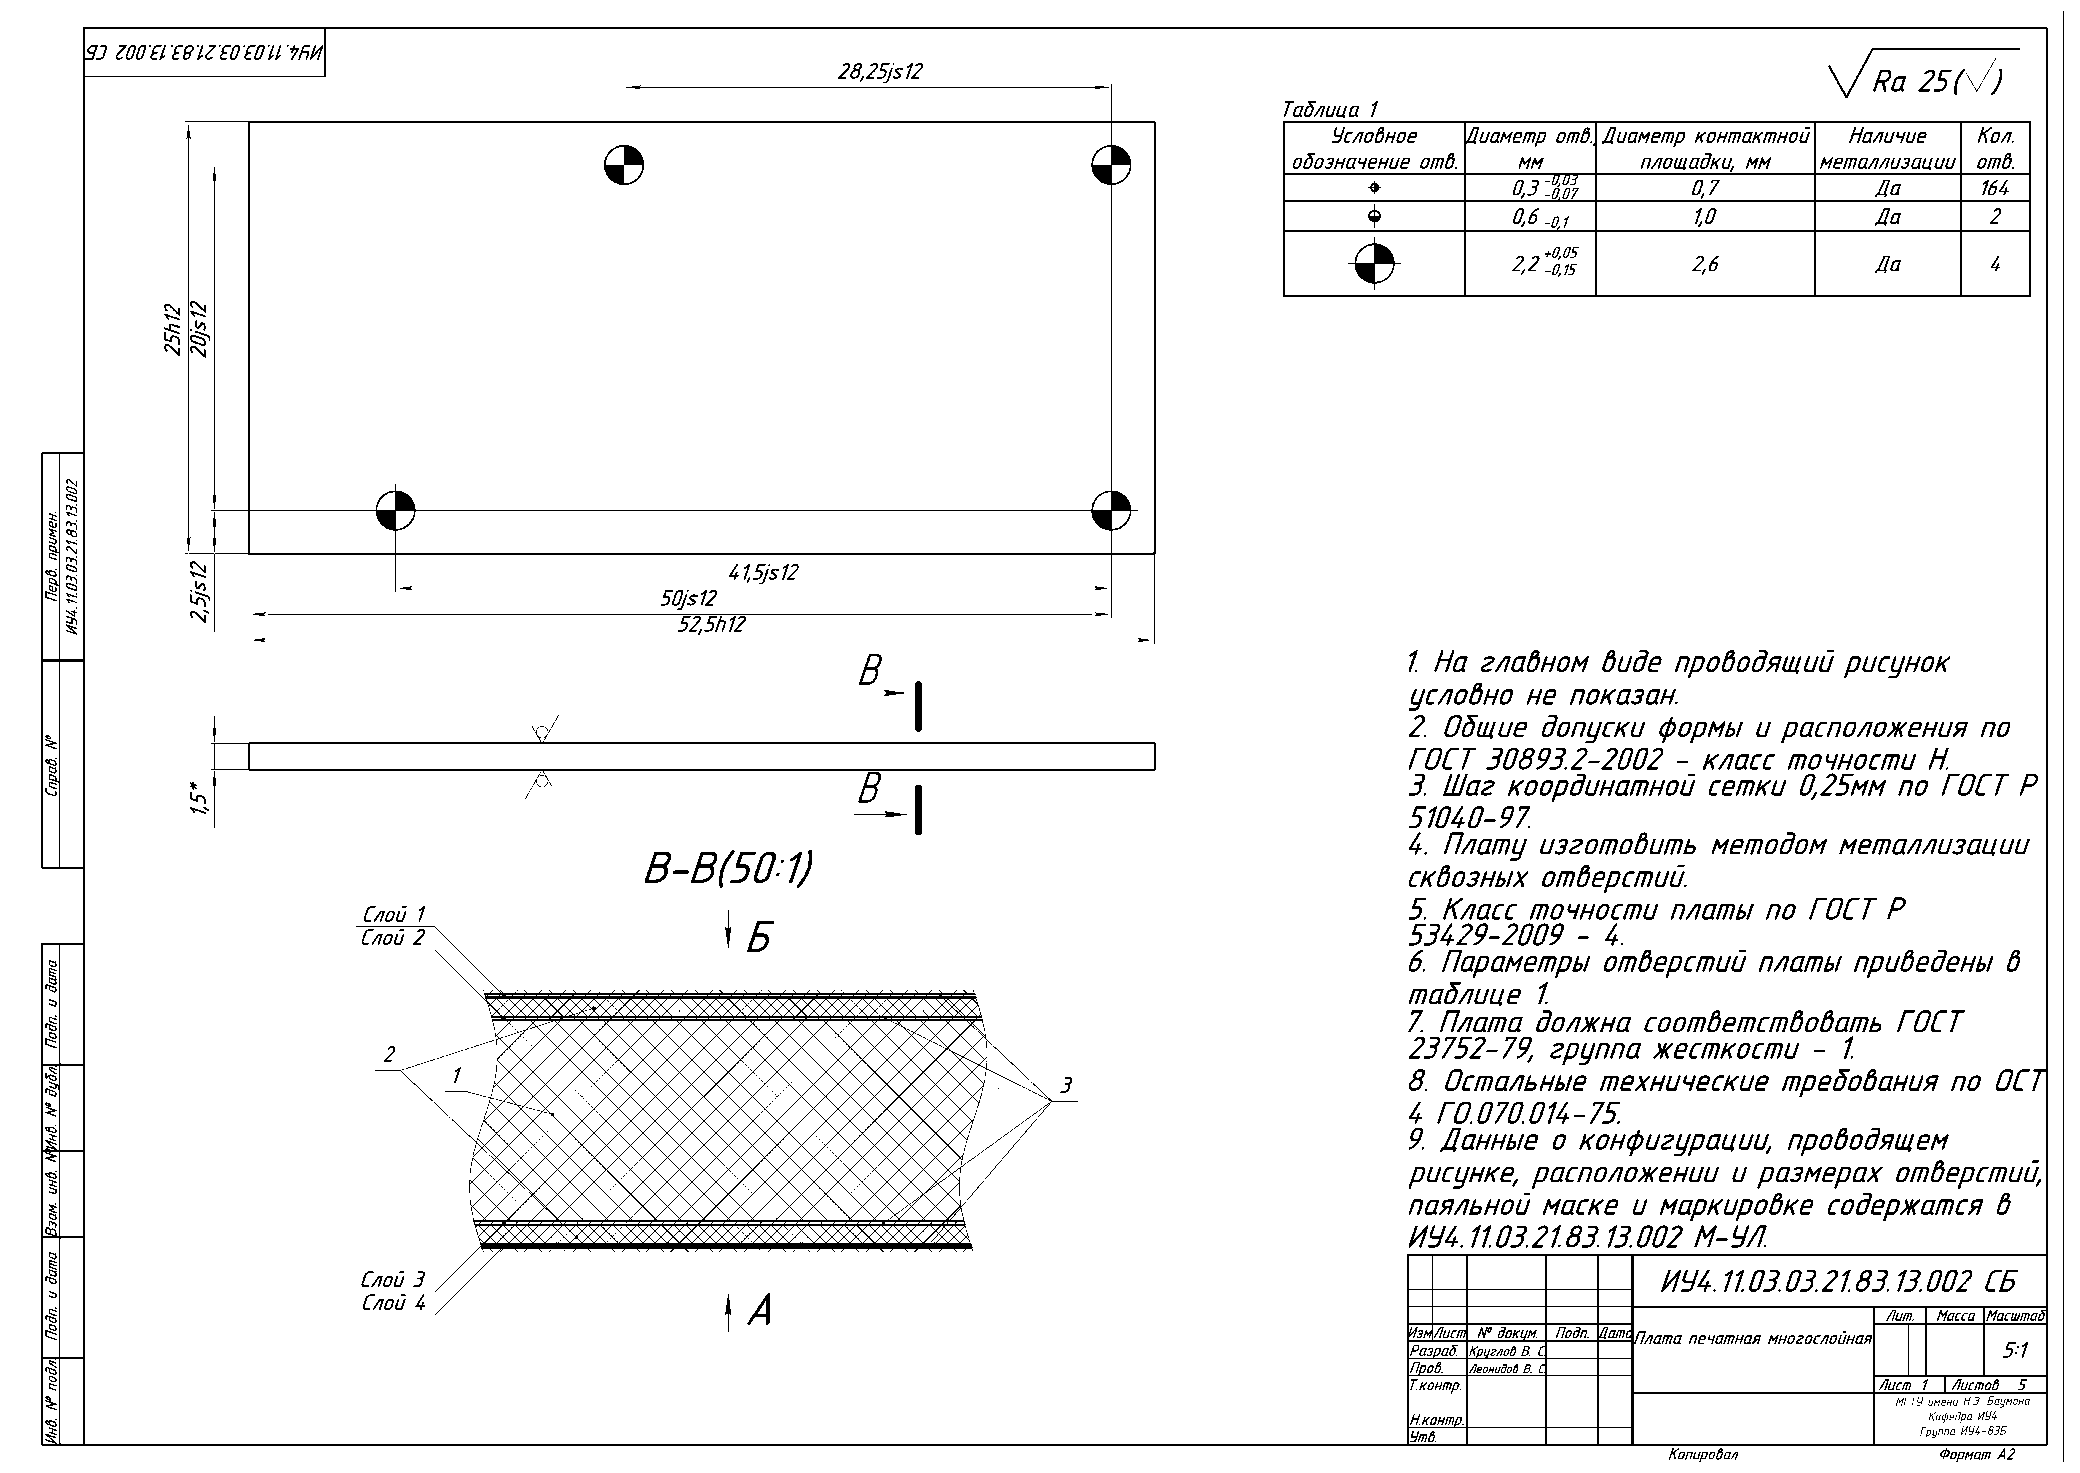 ИУ4.11.03.03.21.83.13.002 СБ
28,25js12
Ra 25(√)
Таблица 1
Условное обозначение отв. Диаметр отв., мм Диаметр контактной площадки, мм Наличие металлизации Кол. отв.
0,3 -0,03 -0,07 0,7 Да 164
0,6 -0,1 1,0 Да 2
2,2 +0,05 -0,15 2,6 Да 4
25h12
20js12
2,5js12
41,5js12
50js12
52,5h12
В
1,5*
В
В-В(50:1)
Слой 1
Слой 2
Б
2
1
3
Слой 3
Слой 4
А
1. На главном виде проводящий рисунок
условно не показан.
2. Общие допуски формы и расположения по
ГОСТ 30893.2-2002 - класс точности Н.
3. Шаг координатной сетки 0,25мм по ГОСТ Р
51040-97.
4. Плату изготовить методом металлизации
сквозных отверстий.
5. Класс точности платы по ГОСТ Р
53429-2009 - 4.
6. Параметры отверстий платы приведены в
таблице 1.
7. Плата должна соответствовать ГОСТ
23752-79, группа жесткости - 1.
8. Остальные технические требования по ОСТ
4 ГО.070.014-75.
9. Данные о конфигурации, проводящем
рисунке, расположении и размерах отверстий,
паяльной маске и маркировке содержатся в
ИУ4.11.03.21.83.13.002 М-УЛ.
Перв. примен.
ИУ4.11.03.03.21.83.13.002
Справ. №
Подп. и дата
Инв. № дубл.
Взам. инв. №
Подп. и дата
Инв. № подл.
ИУ4.11.03.03.21.83.13.002 СБ
Изм Лист № докум. Подп. Дата
Разраб. Круглов В. С.
Пров. Леонидов В. С.
Т.контр.
Н.контр.
Утв.
Плата печатная многослойная
Лит. Масса Масштаб
5:1
Лист 1 Листов 5
МГТУ имени Н.Э. Баумана
Кафедра ИУ4
Группа ИУ4-83Б
Копировал Формат А2